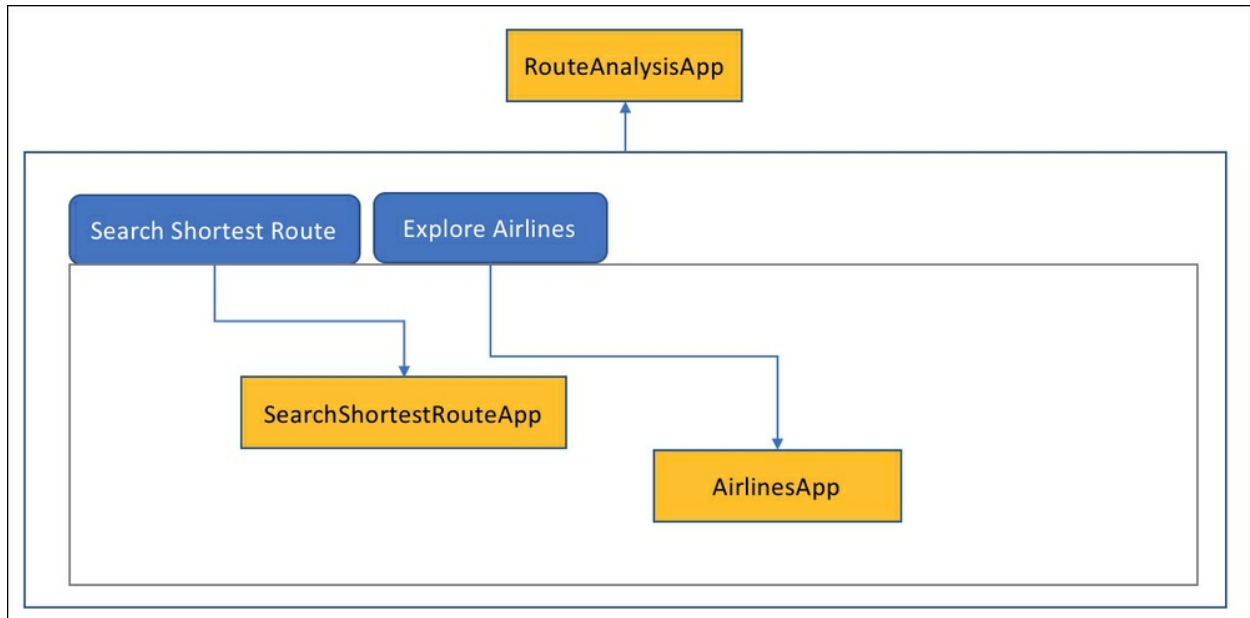 RouteAnalysisApp
Search Shortest Route
Explore Airlines
SearchShortestRouteApp
AirlinesApp